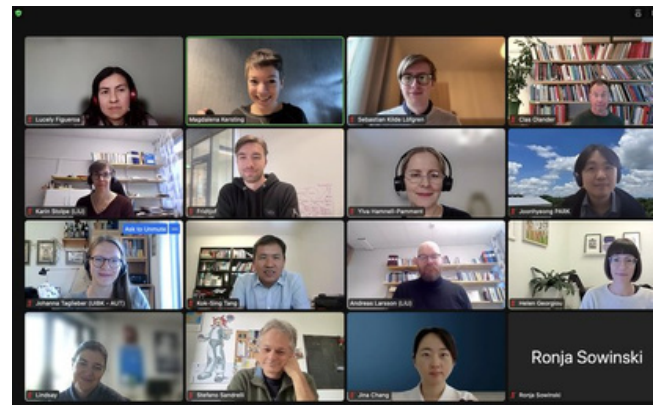 Lucely Figueroa
Magdalena Kersting
Sebastian Kilde Löfgren
Clas Olander
Karin Stolpe (LiU)
Fridtjof
Ylva Hamnell-Pamment
Joonhyeong PARK
Ask to Unmute
Johanna Taglieber (UIBK - AUT)
Kok-Sing Tang
Andreas Larsson (LiU)
Helen Georgiou
Lindsay
Stefano Sandrelli
Jina Chang
Ronja Sowinski
Ronja Sowinski